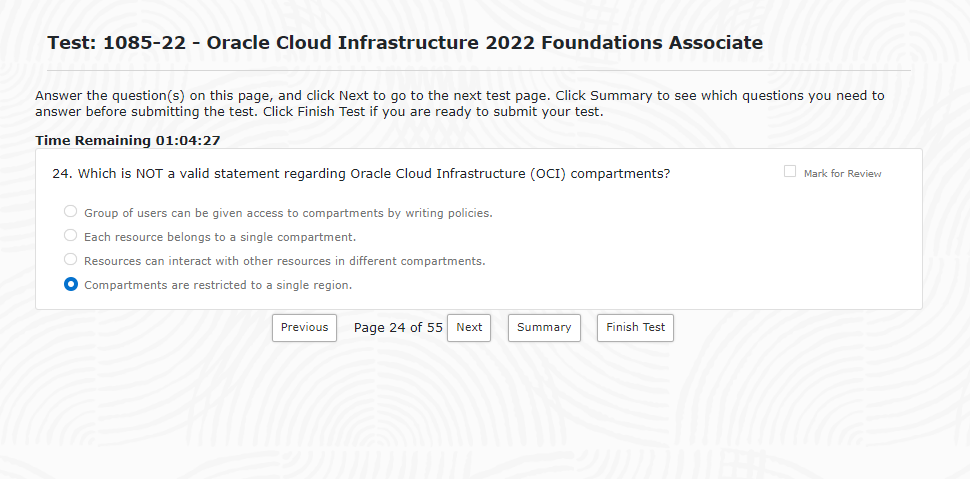 Test: 1085-22 - Oracle Cloud Infrastructure 2022 Foundations Associate
Answer the question(s) on this page, and click Next to go to the next test page. Click Summary to see which questions you need to
answer before submitting the test. Click Finish Test if you are ready to submit your test.
Time Remaining 01:04:27
24. Which is NOT a valid statement regarding Oracle Cloud Infrastructure (OCI) compartments?
Mark for Review
Group of users can be given access to compartments by writing policies.
Each resource belongs to a single compartment.
Resources can interact with other resources in different compartments.
Compartments are restricted to a single region.
Previous Page 24 of 55 Next Summary Finish Test